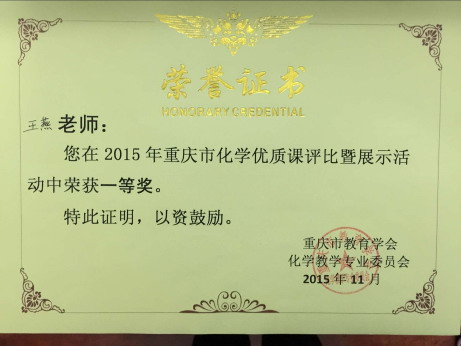 荣誉证书
HONORARY CREDENTIAL
王燕 老师：
您在 2015 年重庆市化学优质课评比暨展示活
动中荣获一等奖。
特此证明，以资鼓励。
重庆市教育学会
化学教学专业委员会
2015 年 11 月